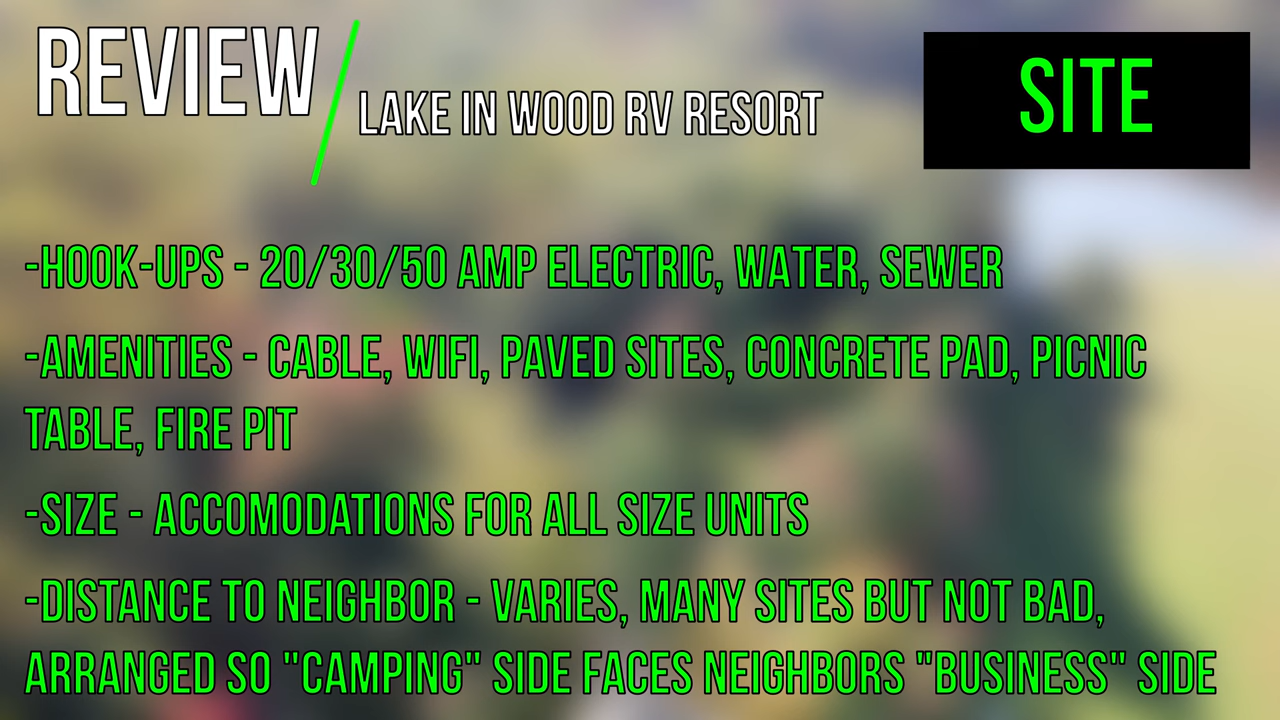 REVIEW
LAKE IN WOOD RV RESORT
SITE
-HOOK-UPS - 20/30/50 AMP ELECTRIC, WATER, SEWER
-AMENITIES - CABLE, WIFI, PAVED SITES, CONCRETE PAD, PICNIC
TABLE, FIRE PIT
-SIZE - ACCOMODATIONS FOR ALL SIZE UNITS
-DISTANCE TO NEIGHBOR - VARIES, MANY SITES BUT NOT BAD,
ARRANGED SO "CAMPING" SIDE FACES NEIGHBORS "BUSINESS" SIDE